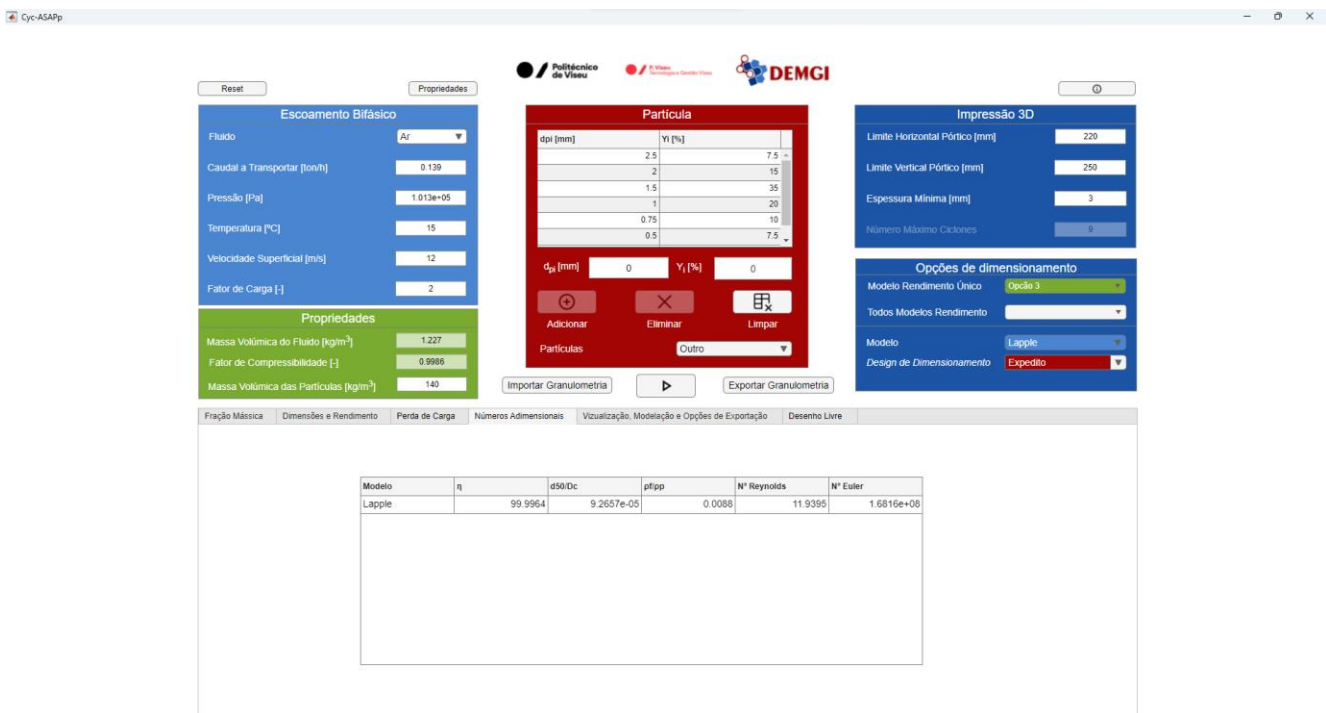 Cyc-ASAPp
Politécnico
de Viseu
DEMGI
Reset
Propriedades
Escoamento Bifásico
Fluido
Ar
Caudal a Transportar [ton/h]
0.139
Pressão [Pa]
1.013e+05
Temperatura [ºC]
15
Velocidade Superficial [m/s]
12
Fator de Carga [-]
2
Propriedades
Massa Volúmica do Fluido [kg/m³]
1.227
Fator de Compressibilidade [-]
0.9986
Massa Volúmica das Partículas [kg/m³]
140
Partícula
dpi [mm] Yi [%]
2.5 7.5
2 15
1.5 35
1 20
0.75 10
0.5 7.5
dpi [mm] 0 Yi [%] 0
Adicionar Eliminar Limpar
Partículas Outro
Importar Granulometria Exportar Granulometria
Impressão 3D
Limite Horizontal Pórtico [mm] 220
Limite Vertical Pórtico [mm] 250
Espessura Mínima [mm] 3
Número Máximo Ciclones 9
Opções de dimensionamento
Modelo Rendimento Único Opcão 3
Todos Modelos Rendimento
Modelo Lapple
Design de Dimensionamento Expedito
Fração Mássica Dimensões e Rendimento Perda de Carga Números Adimensionais Vizualização, Modelação e Opções de Exportação Desenho Livre
Modelo η d50/Dc ρf/ρp Nº Reynolds Nº Euler
Lapple 99.9964 9.2657e-05 0.0088 11.9395 1.6816e+08